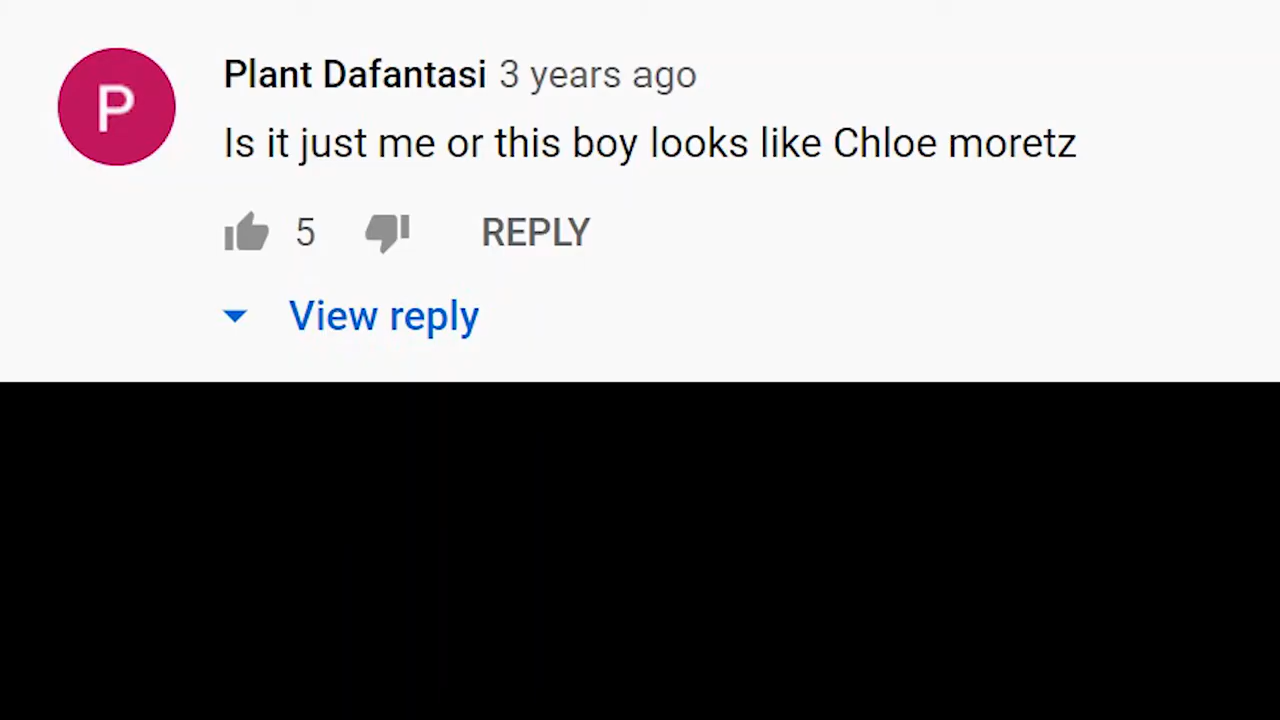 P
Plant Dafantasi 3 years ago
Is it just me or this boy looks like Chloe moretz
5 REPLY
View reply